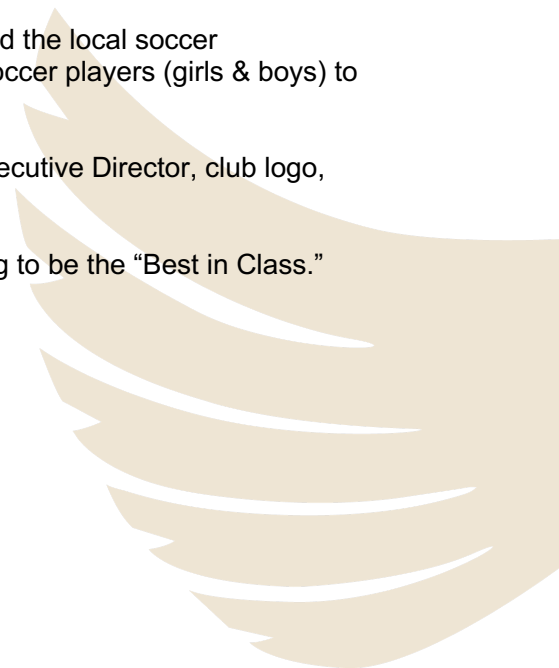 d the local soccer
occer players (girls & boys) to
ecutive Director, club logo,
g to be the “Best in Class.”